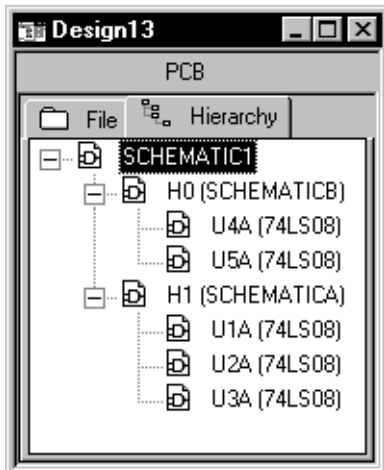 Design13
PCB
File Hierarchy
SCHEMATIC1
H0 (SCHEMATICB)
U4A (74LS08)
U5A (74LS08)
H1 (SCHEMATICA)
U1A (74LS08)
U2A (74LS08)
U3A (74LS08)